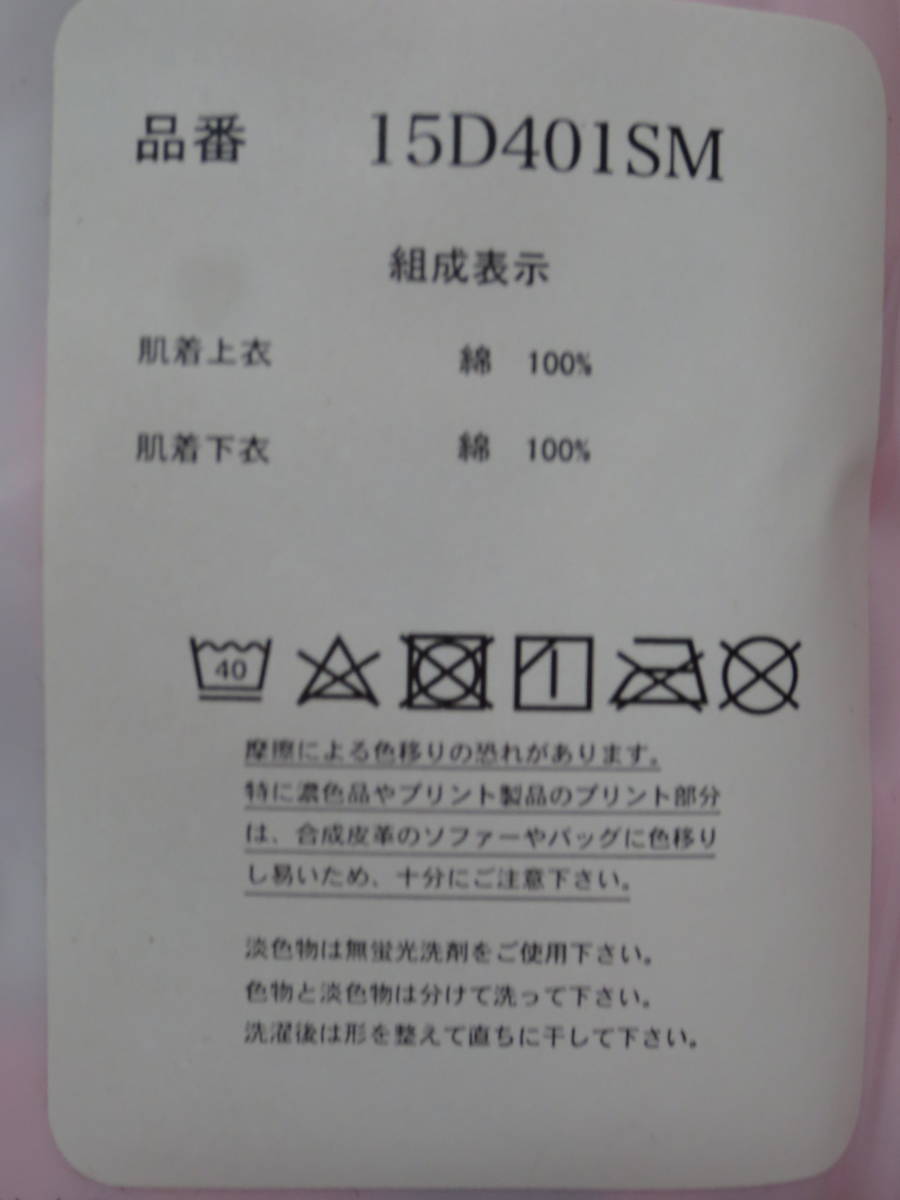 品番 15D401SM
組成表示
肌着上衣 綿 100%
肌着下衣 綿 100%
40
摩擦による色移りの恐れがあります。
特に濃色品やプリント製品のプリント部分
は、合成皮革のソファーやバッグに色移り
し易いため、十分にご注意下さい。
淡色物は無蛍光洗剤をご使用下さい。
色物と淡色物は分けて洗って下さい。
洗濯後は形を整えて直ちに干して下さい。